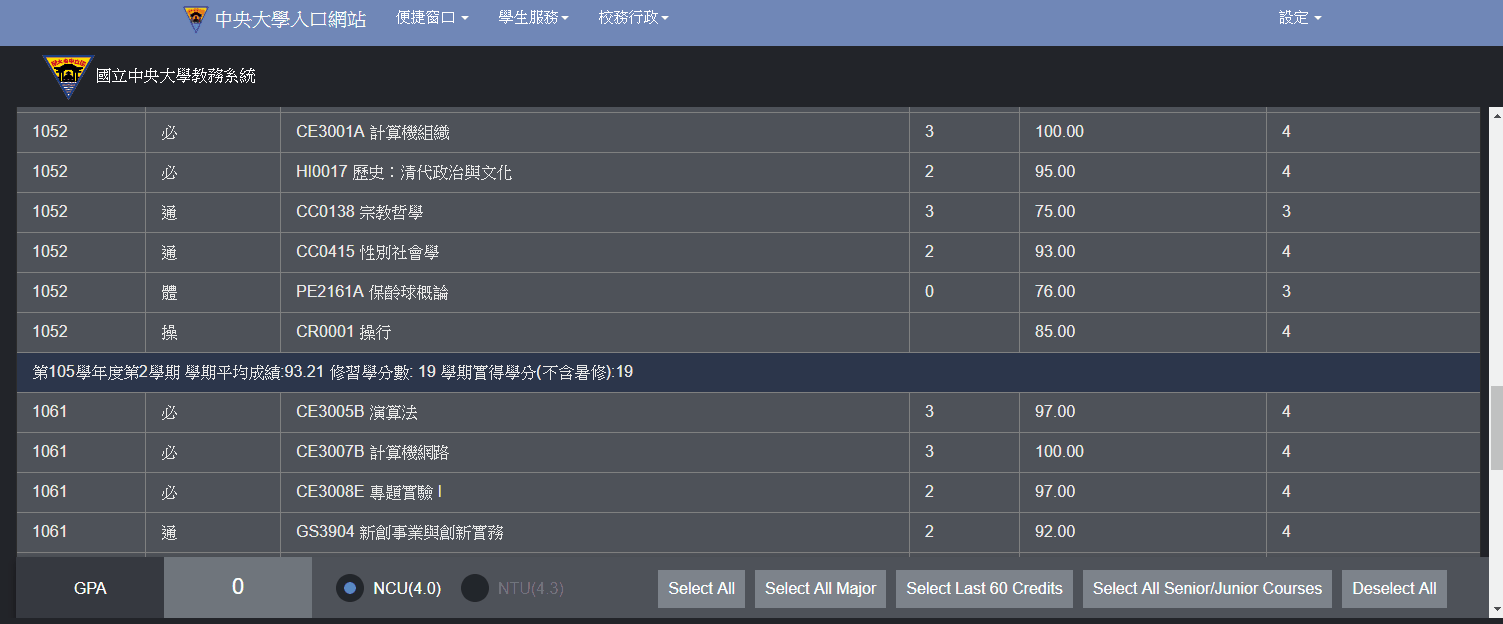 中央大學入口網站 便捷窗口 學生服務 校務行政 設定
國立中央大學教務系統
1052 必 CE3001A 計算機組織 3 100.00 4
1052 必 HI0017 歷史：清代政治與文化 2 95.00 4
1052 通 CC0138 宗教哲學 3 75.00 3
1052 通 CC0415 性別社會學 2 93.00 4
1052 體 PE2161A 保齡球概論 0 76.00 3
1052 操 CR0001 操行 85.00 4
第105學年度第2學期 學期平均成績:93.21 修習學分數: 19 學期實得學分(不含暑修):19
1061 必 CE3005B 演算法 3 97.00 4
1061 必 CE3007B 計算機網路 3 100.00 4
1061 必 CE3008E 專題實驗 I 2 97.00 4
1061 通 GS3904 新創事業與創新實務 2 92.00 4
GPA 0 NCU(4.0) NTU(4.3) Select All Select All Major Select Last 60 Credits Select All Senior/Junior Courses Deselect All